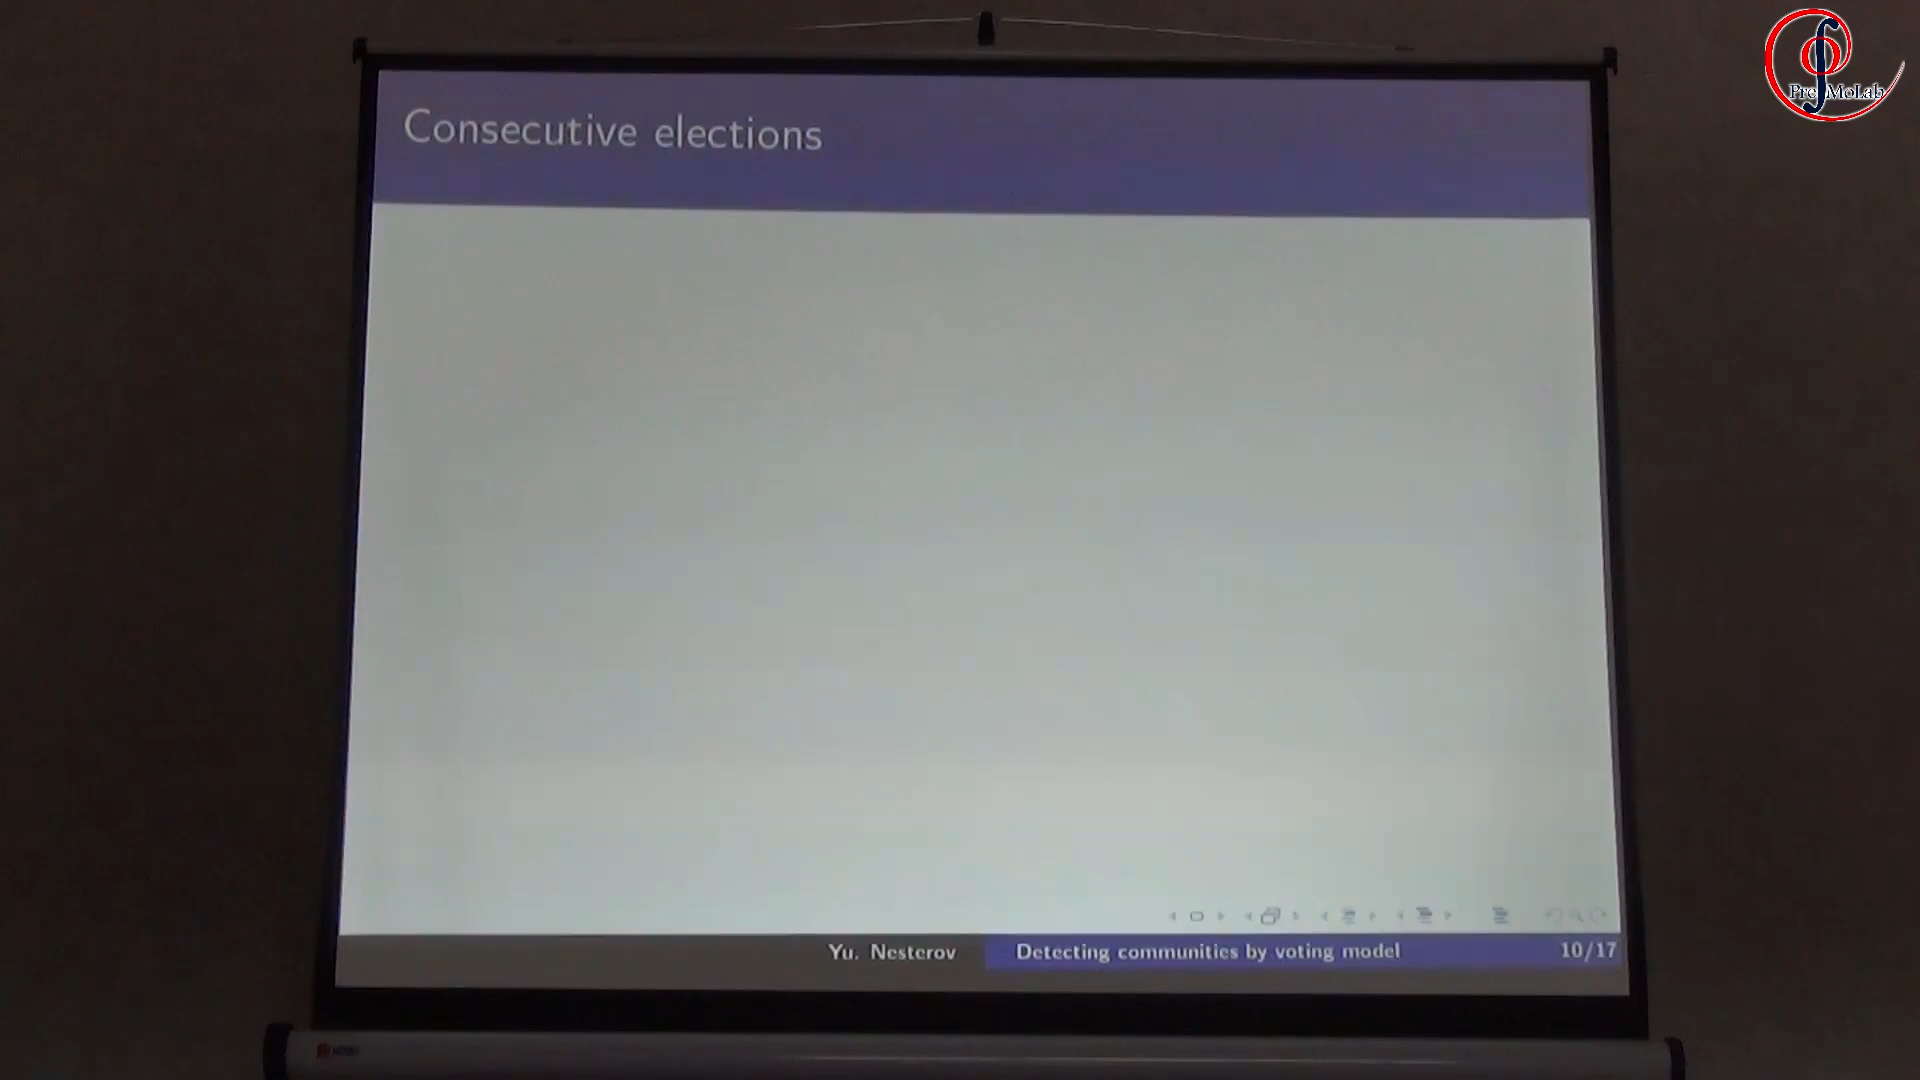 PreMoLab
Consecutive elections
Yu. Nesterov
Detecting communities by voting model
10/17